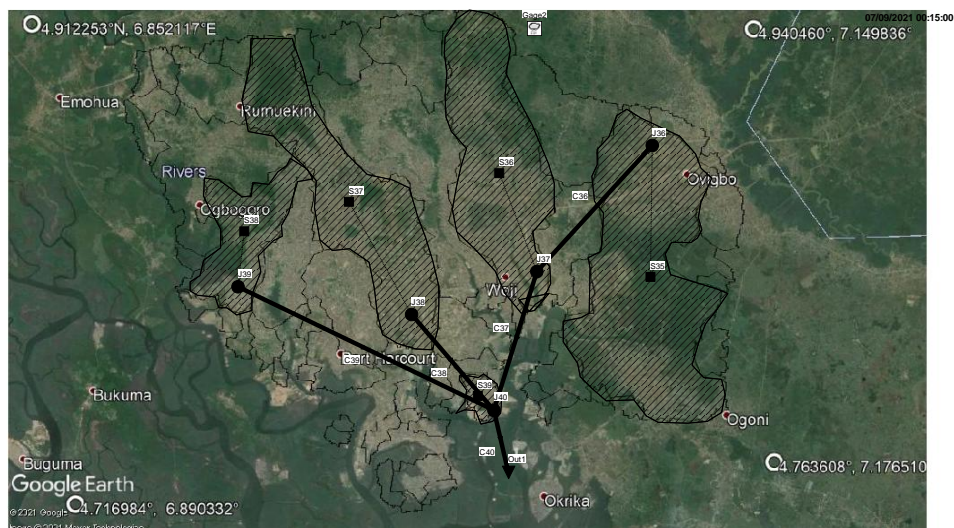 Gage2
07/09/2021 00:15:00
4.912253°N, 6.852117°E
4.940460°, 7.149836°
Emohua
Rumuekini
J36
S36
Rivers
Oyigbo
S37
C36
Ogbogoro
S38
J37
S35
J39
Woji
J38
C37
C39
Port Harcourt
C38
S39
Bukuma
J40
Ogoni
C40
Out1
Buguma
4.763608°, 7.176510
Google Earth
Okrika
4.716984°, 6.890332°
© 2021 Google
Image © 2021 Maxar Technologies